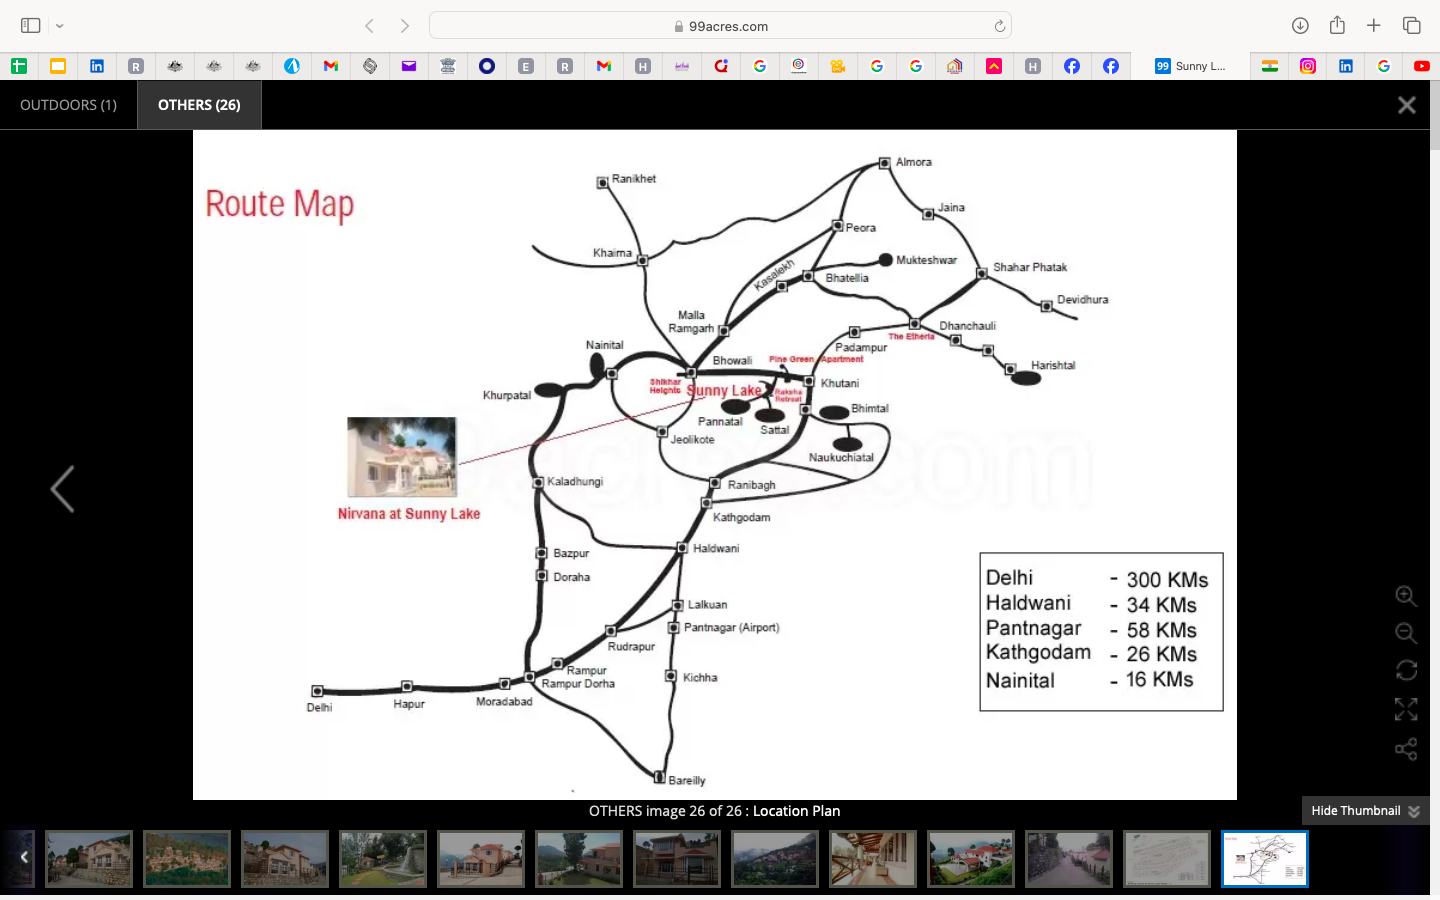 99acres.com
99 Sunny L...
OUTDOORS (1)
OTHERS (26)
Route Map
Almora
Ranikhet
Jaina
Peora
Khairna
Mukteshwar
Kasalekh
Bhatellia
Shahar Phatak
Devidhura
Malla
Ramgarh
The Etheria
Dhanchauli
Padampur
Nainital
Bhowali
Pine Green Apartment
Harishtal
Khurpatal
Shikhar
Heights
Sunny Lake
Raksha
Retreat
Khutani
Pannatal
Sattal
Bhimtal
Jeolikote
Naukuchiatal
Kaladhungi
Ranibagh
Nirvana at Sunny Lake
Kathgodam
Haldwani
Bazpur
Doraha
Lalkuan
Pantnagar (Airport)
Rudrapur
Rampur
Rampur Dorha
Kichha
Delhi
Hapur
Moradabad
Bareilly
Delhi - 300 KMs
Haldwani - 34 KMs
Pantnagar - 58 KMs
Kathgodam - 26 KMs
Nainital - 16 KMs
OTHERS image 26 of 26 : Location Plan
Hide Thumbnail